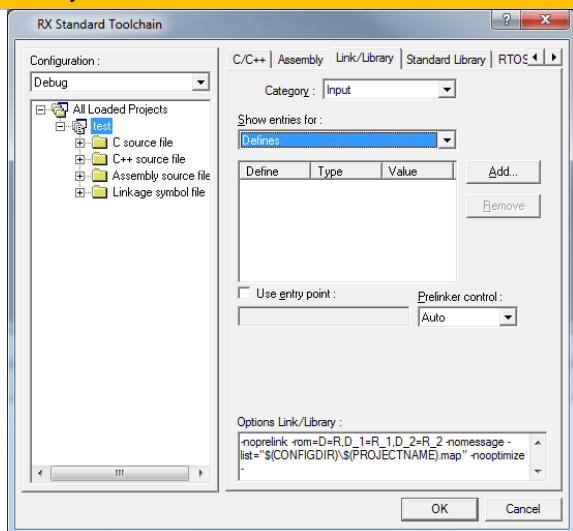 RX Standard Toolchain
Configuration :
Debug
All Loaded Projects
test
C source file
C++ source file
Assembly source file
Linkage symbol file
C/C++ Assembly Link/Library Standard Library RTOS
Category : Input
Show entries for :
Defines
Define Type Value
Add...
Remove
Use entry point :
Prelinker control :
Auto
Options Link/Library :
-noprelink -rom=D=R,D_1=R_1,D_2=R_2 -nomessage -
list="$(CONFIGDIR)\$(PROJECTNAME).map" -nooptimize
-
OK Cancel